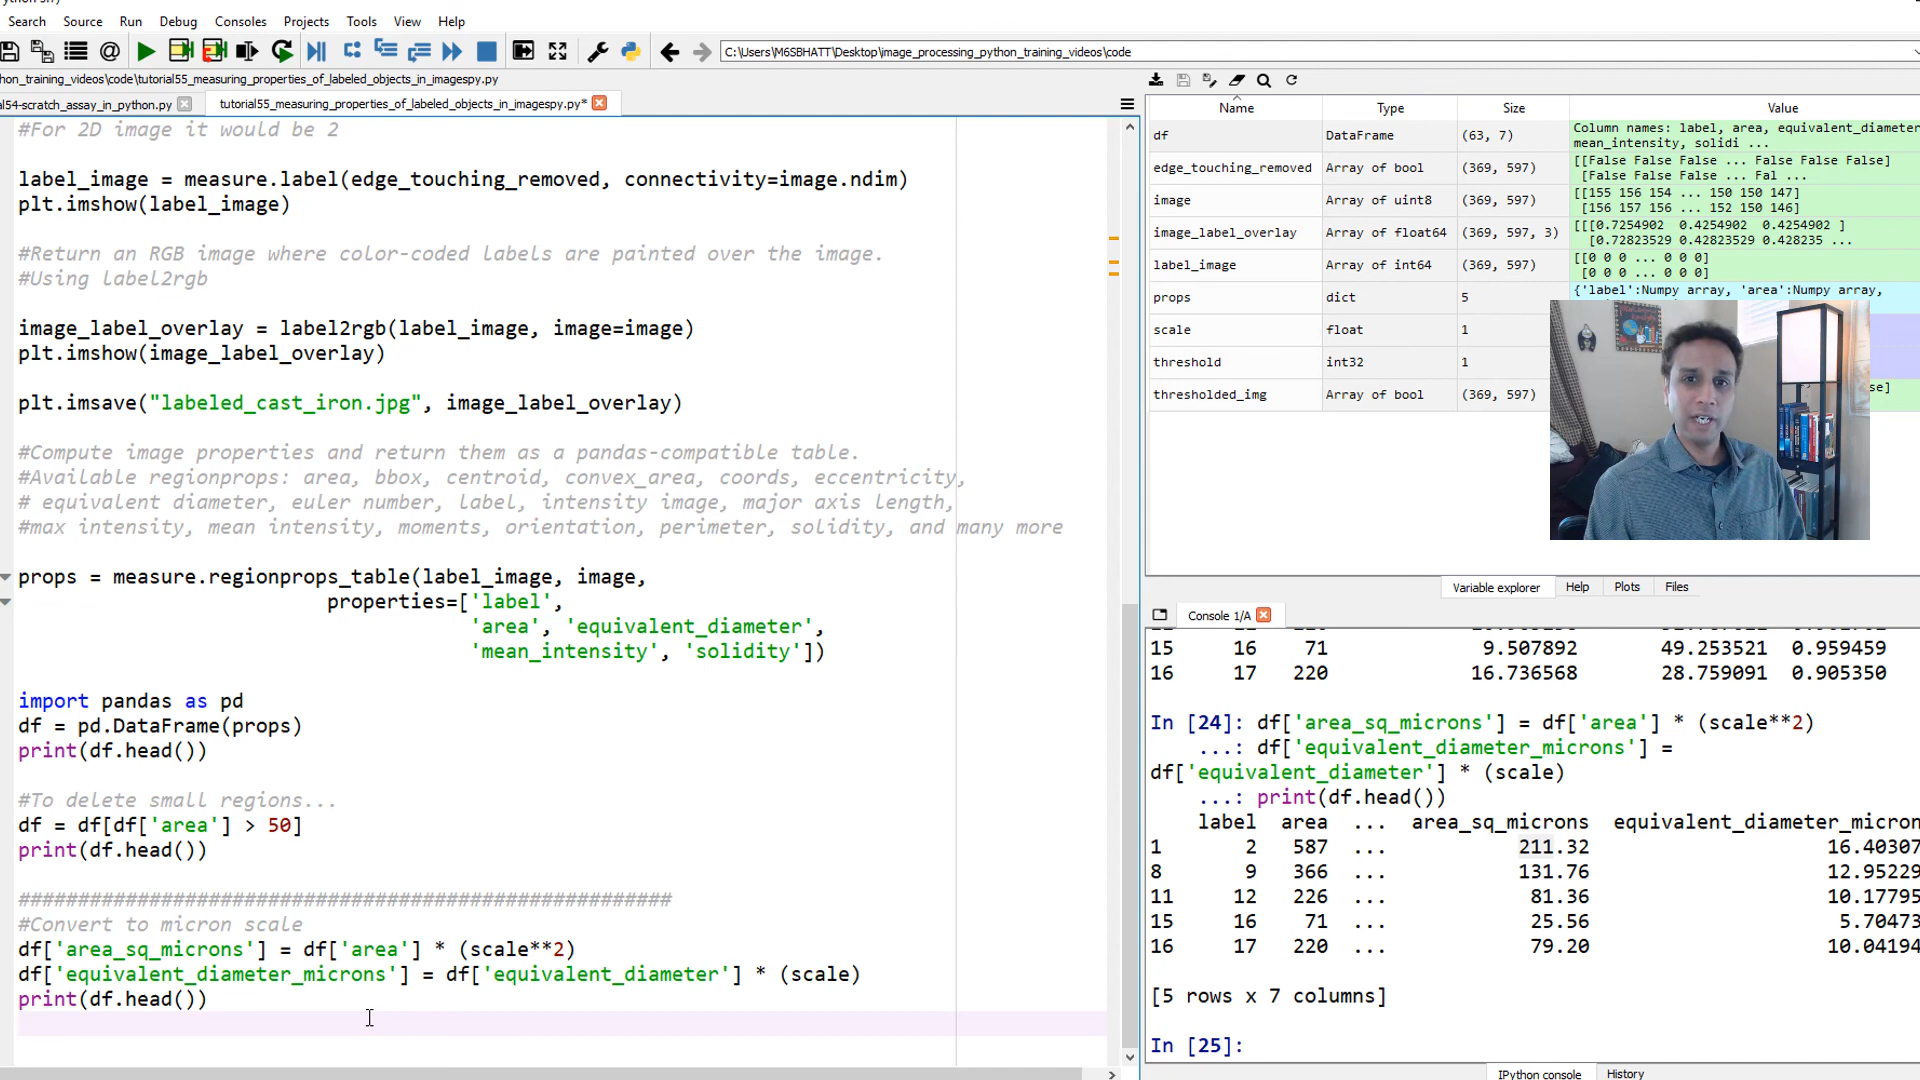 Search Source Run Debug Consoles Projects Tools View Help
C:\Users\M6SBHATT\Desktop\image_processing_python_training_videos\code
hon_training_videos\code\tutorial55_measuring_properties_of_labeled_objects_in_imagespy.py
al54-scratch_assay_in_python.py
tutorial55_measuring_properties_of_labeled_objects_in_imagespy.py*
#For 2D image it would be 2
label_image = measure.label(edge_touching_removed, connectivity=image.ndim)
plt.imshow(label_image)
#Return an RGB image where color-coded labels are painted over the image.
#Using label2rgb
image_label_overlay = label2rgb(label_image, image=image)
plt.imshow(image_label_overlay)
plt.imsave("labeled_cast_iron.jpg", image_label_overlay)
#Compute image properties and return them as a pandas-compatible table.
#Available regionprops: area, bbox, centroid, convex_area, coords, eccentricity,
# equivalent diameter, euler number, label, intensity image, major axis length,
#max intensity, mean intensity, moments, orientation, perimeter, solidity, and many more
props = measure.regionprops_table(label_image, image,
properties=['label',
'area', 'equivalent_diameter',
'mean_intensity', 'solidity'])
import pandas as pd
df = pd.DataFrame(props)
print(df.head())
#To delete small regions...
df = df[df['area'] > 50]
print(df.head())
#######################################################
#Convert to micron scale
df['area_sq_microns'] = df['area'] * (scale**2)
df['equivalent_diameter_microns'] = df['equivalent_diameter'] * (scale)
print(df.head())
Name Type Size Value
df DataFrame (63, 7) Column names: label, area, equivalent_diameter
mean_intensity, solidi ...
edge_touching_removed Array of bool (369, 597) [[False False False ... False False False]
[False False False ... Fal ...
image Array of uint8 (369, 597) [[155 156 154 ... 150 150 147]
[156 157 156 ... 152 150 146]
image_label_overlay Array of float64 (369, 597, 3) [[[0.7254902 0.4254902 0.4254902 ]
[0.72823529 0.42823529 0.428235 ...
label_image Array of int64 (369, 597) [[0 0 0 ... 0 0 0]
[0 0 0 ... 0 0 0]
props dict 5 {'label':Numpy array, 'area':Numpy array,
scale float 1
threshold int32 1
thresholded_img Array of bool (369, 597) se]
Variable explorer Help Plots Files
Console 1/A
15 16 71 9.507892 49.253521 0.959459
16 17 220 16.736568 28.759091 0.905350
In [24]: df['area_sq_microns'] = df['area'] * (scale**2)
...: df['equivalent_diameter_microns'] =
df['equivalent_diameter'] * (scale)
...: print(df.head())
label area ... area_sq_microns equivalent_diameter_micron
1 2 587 ... 211.32 16.40307
8 9 366 ... 131.76 12.95229
11 12 226 ... 81.36 10.17795
15 16 71 ... 25.56 5.70473
16 17 220 ... 79.20 10.04194
[5 rows x 7 columns]
In [25]:
IPython console History